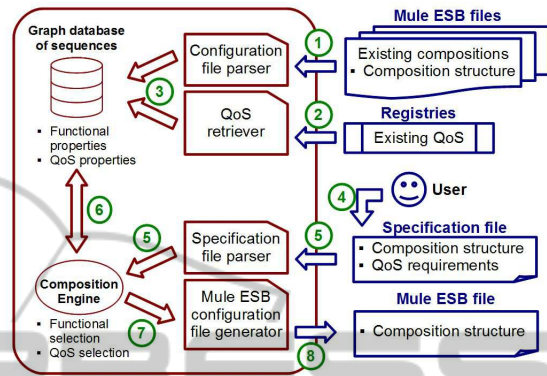 Graph database
of sequences
▪ Functional
properties
▪ QoS properties
Configuration
file parser
QoS
retriever
3
1
2
Mule ESB files
Existing compositions
▪ Composition structure
Registries
Existing QoS
4
User
6
5
Specification
file parser
5
Specification file
▪ Composition structure
▪ QoS requirements
Composition
Engine
▪ Functional
selection
▪ QoS selection
7
Mule ESB
configuration
file generator
8
Mule ESB file
▪ Composition structure